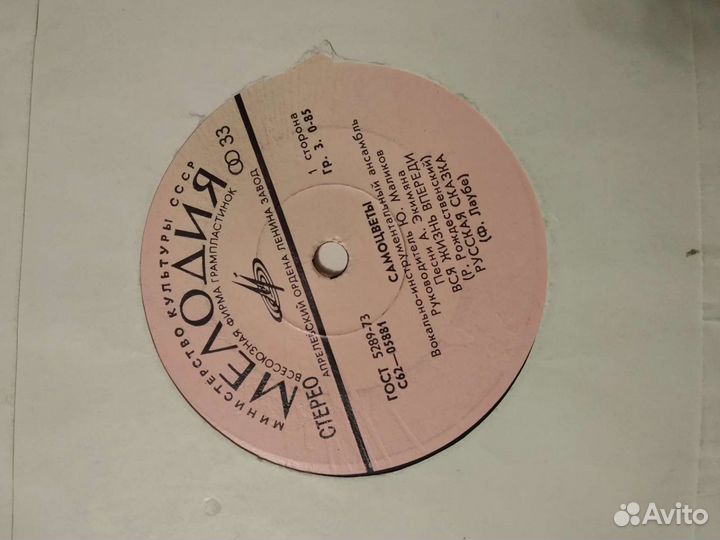 МИНИСТЕРСТВО КУЛЬТУРЫ СССР
МЕЛОДИЯ
ВСЕСОЮЗНАЯ ФИРМА ГРАМПЛАСТИНОК
33
СТЕРЕО
АПРЕЛЕВСКИЙ ОРДЕНА ЛЕНИНА ЗАВОД
1 сторона
Гр. 3. 0-85
ГОСТ 5289-73
С62—05881
САМОЦВЕТЫ
Вокально-инструментальный ансамбль
Руководитель Ю. Маликов
Песни А. Экимяна
ВСЯ ЖИЗНЬ ВПЕРЕДИ
(Р. Рождественский)
РУССКАЯ СКАЗКА
(Ф. Лаубе)
Avito